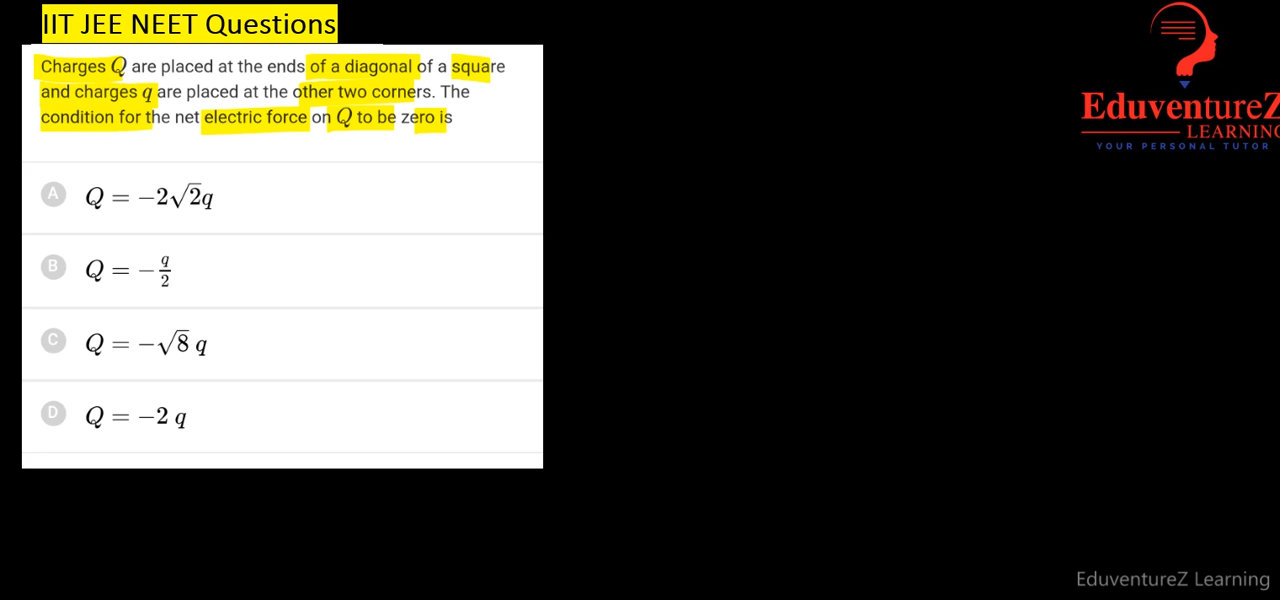 IIT JEE NEET Questions
Charges Q are placed at the ends of a diagonal of a square
and charges q are placed at the other two corners. The
condition for the net electric force on Q to be zero is
A Q = −2√2q
B Q = −q/2
C Q = −√8 q
D Q = −2 q
EduventureZ
LEARNING
YOUR PERSONAL TUTOR
EduventureZ Learning